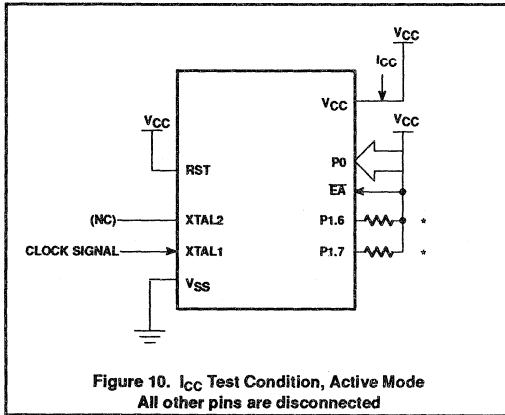 VCC
ICC
VCC
VCC
VCC
P0
RST
EA
(NC)
XTAL2
P1.6
*
CLOCK SIGNAL
XTAL1
P1.7
*
VSS
Figure 10. ICC Test Condition, Active Mode
All other pins are disconnected